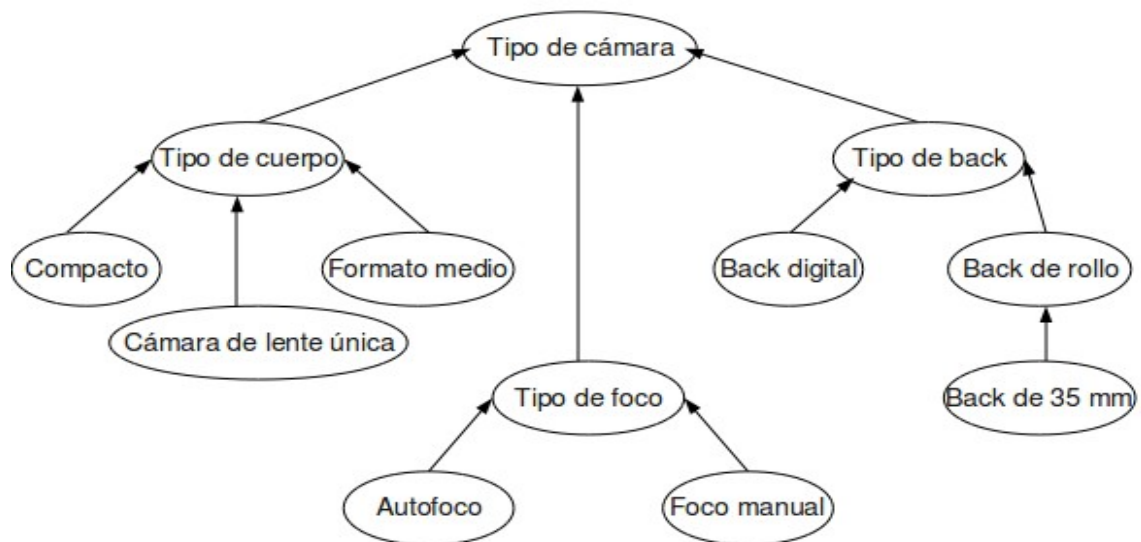 Tipo de cámara
Tipo de cuerpo
Tipo de back
Compacto
Formato medio
Back digital
Back de rollo
Cámara de lente única
Tipo de foco
Back de 35 mm
Autofoco
Foco manual